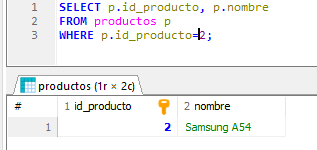 1 SELECT p.id_producto, p.nombre
2 FROM productos p
3 WHERE p.id_producto=2;
productos (1r × 2c)
# 1 id_producto 2 nombre
1 2 Samsung A54